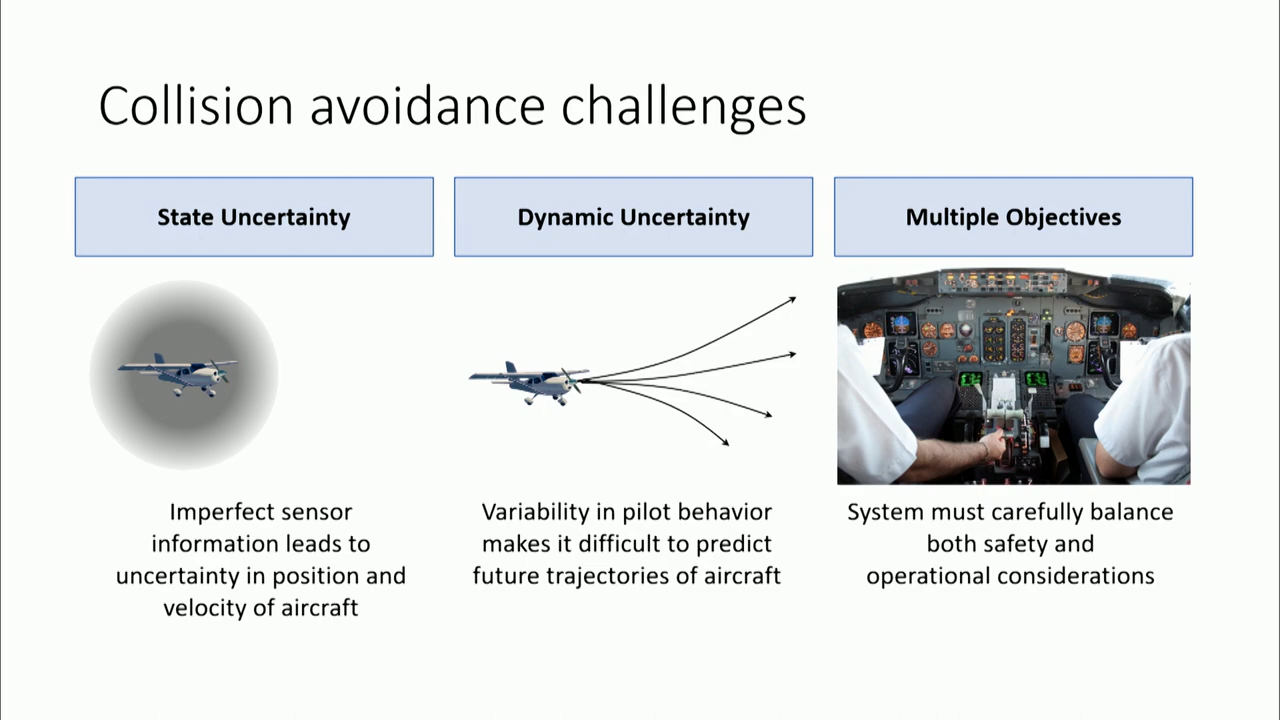 Collision avoidance challenges
State Uncertainty
Imperfect sensor
information leads to
uncertainty in position and
velocity of aircraft
Dynamic Uncertainty
Variability in pilot behavior
makes it difficult to predict
future trajectories of aircraft
Multiple Objectives
System must carefully balance
both safety and
operational considerations